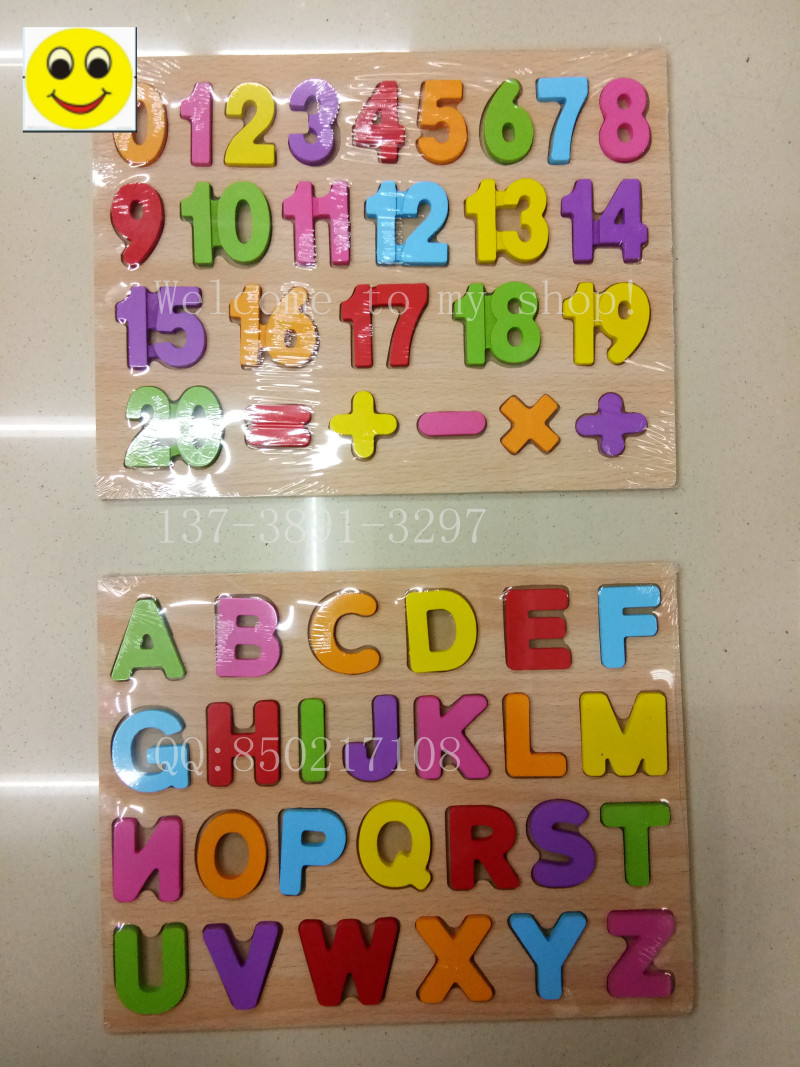 0 1 2 3 4 5 6 7 8
9 10 11 12 13 14
Welcome to my shop!
15 16 17 18 19
20 = + - × +
137-3891-3297
A B C D E F
G H I J K L M
QQ:850217108
И O P Q R S T
U V W X Y Z